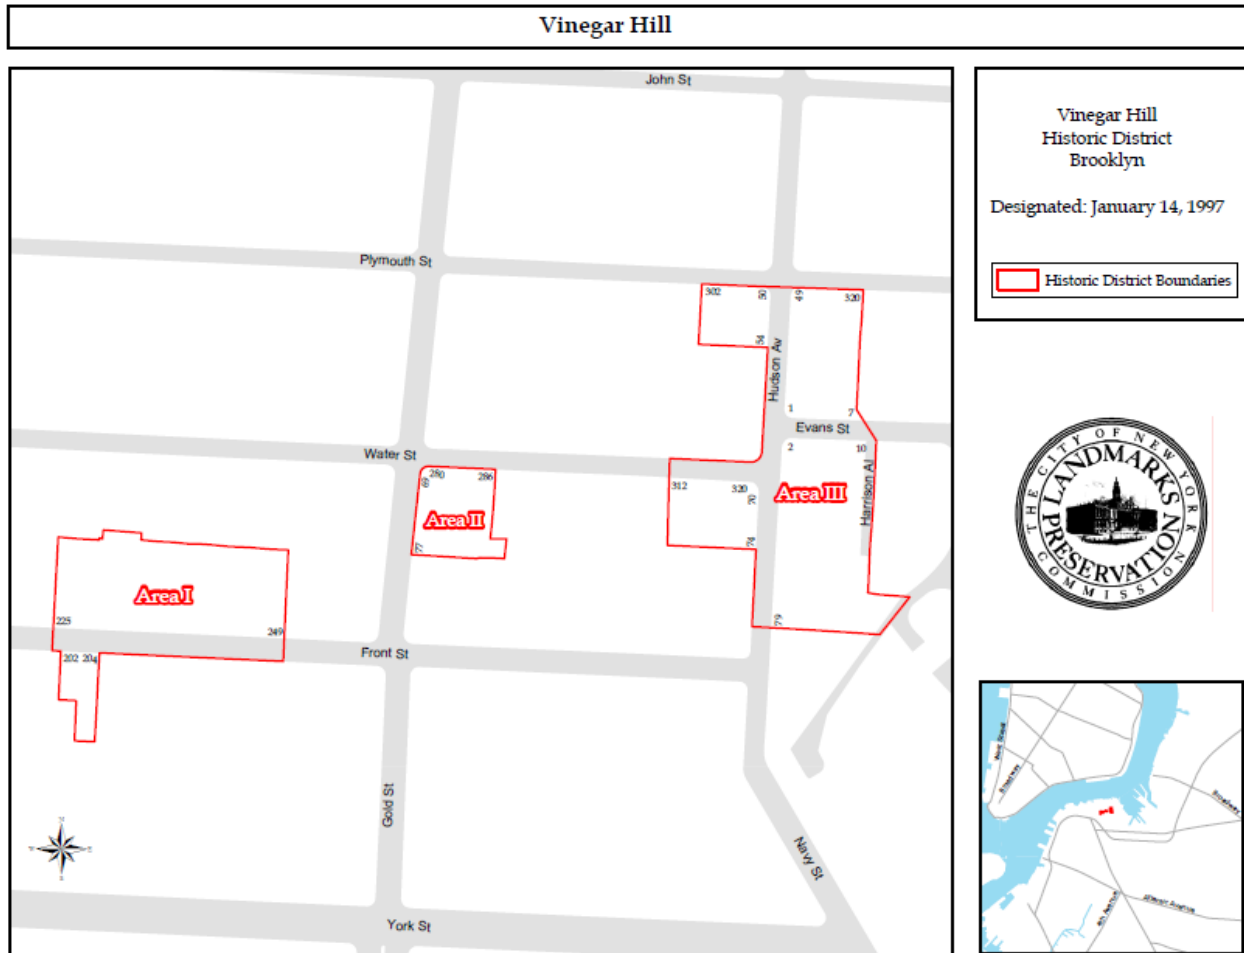 Vinegar Hill
John St
Plymouth St
302
50
49
320
54
Hudson Av
1
7
Evans St
2
10
Water St
69
280
286
312
320
70
Area III
Harrison Al
Area II
77
74
Area I
225
249
79
Front St
202 204
Gold St
Navy St
York St
Vinegar Hill
Historic District
Brooklyn
Designated: January 14, 1997
Historic District Boundaries
THE CITY OF NEW YORK
LANDMARKS
PRESERVATION
COMMISSION
Broadway
Broadway